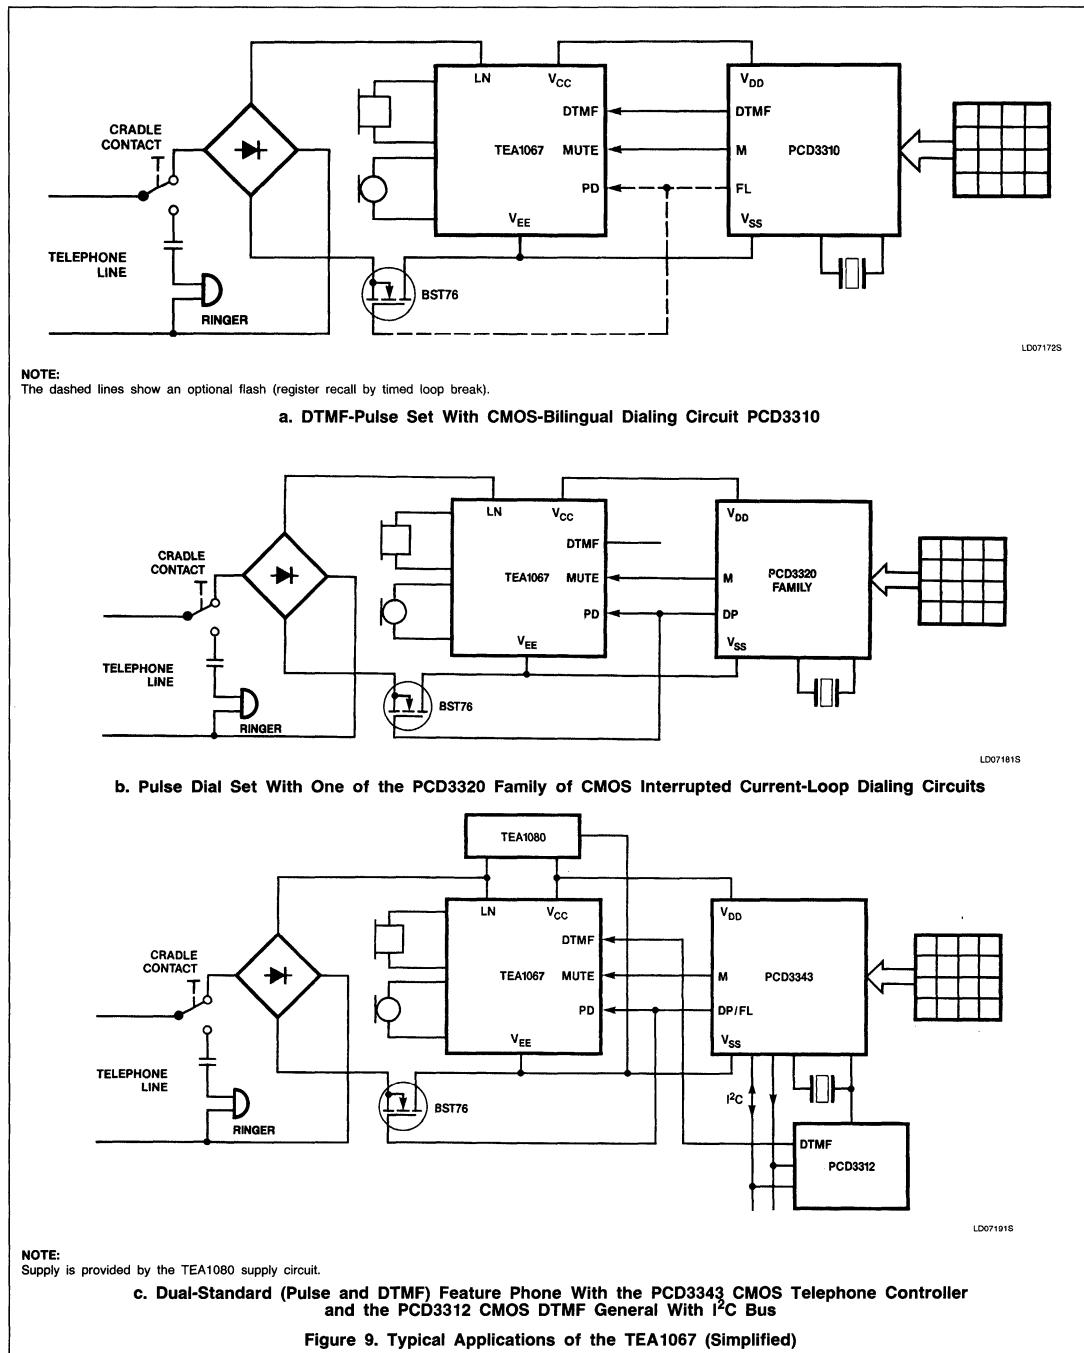 LN
VCC
VDD
DTMF
DTMF
CRADLE
CONTACT
TEA1067
MUTE
M
PCD3310
PD
FL
VEE
VSS
TELEPHONE
LINE
BST76
RINGER
LD07172S
NOTE:
The dashed lines show an optional flash (register recall by timed loop break).
a. DTMF-Pulse Set With CMOS-Bilingual Dialing Circuit PCD3310
LN
VCC
VDD
DTMF
CRADLE
CONTACT
TEA1067
MUTE
M
PCD3320
FAMILY
PD
DP
VEE
VSS
TELEPHONE
LINE
BST76
RINGER
LD07181S
b. Pulse Dial Set With One of the PCD3320 Family of CMOS Interrupted Current-Loop Dialing Circuits
TEA1080
LN
VCC
VDD
DTMF
CRADLE
CONTACT
TEA1067
MUTE
M
PCD3343
PD
DP/FL
VEE
VSS
TELEPHONE
LINE
BST76
I²C
RINGER
DTMF
PCD3312
LD07191S
NOTE:
Supply is provided by the TEA1080 supply circuit.
c. Dual-Standard (Pulse and DTMF) Feature Phone With the PCD3343 CMOS Telephone Controller
and the PCD3312 CMOS DTMF General With I²C Bus
Figure 9. Typical Applications of the TEA1067 (Simplified)